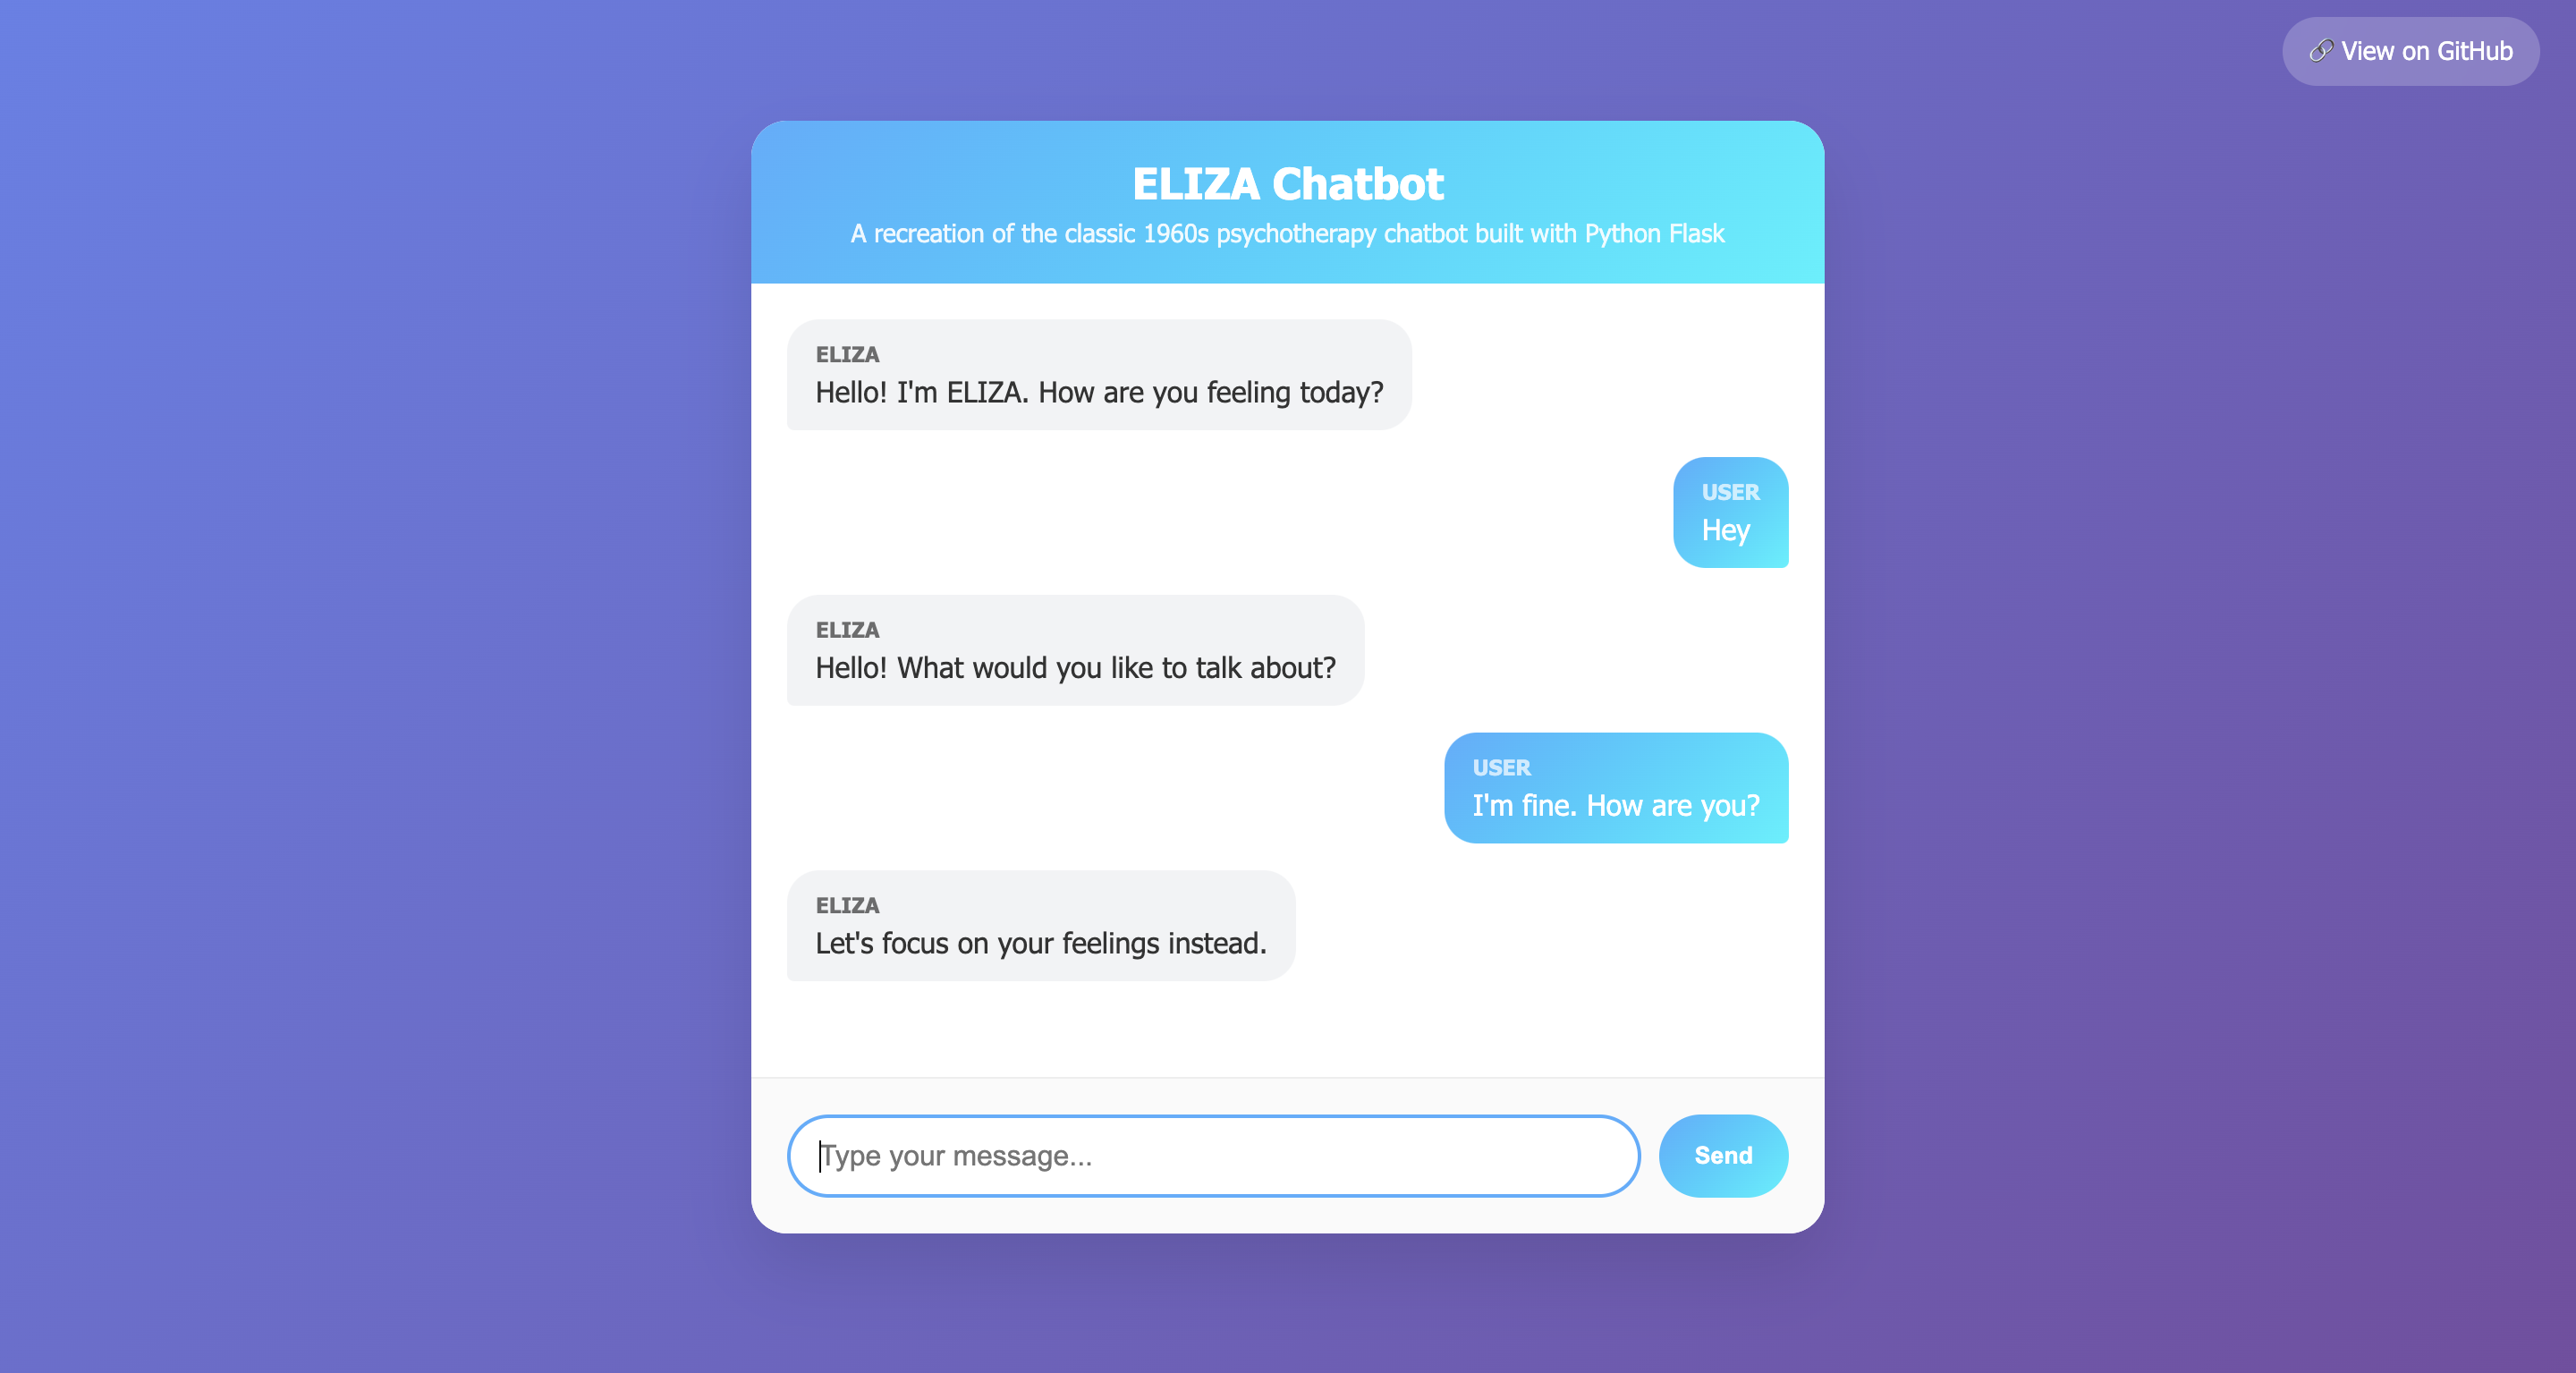 🔗 View on GitHub
ELIZA Chatbot
A recreation of the classic 1960s psychotherapy chatbot built with Python Flask
ELIZA
Hello! I'm ELIZA. How are you feeling today?
USER
Hey
ELIZA
Hello! What would you like to talk about?
USER
I'm fine. How are you?
ELIZA
Let's focus on your feelings instead.
Type your message...
Send